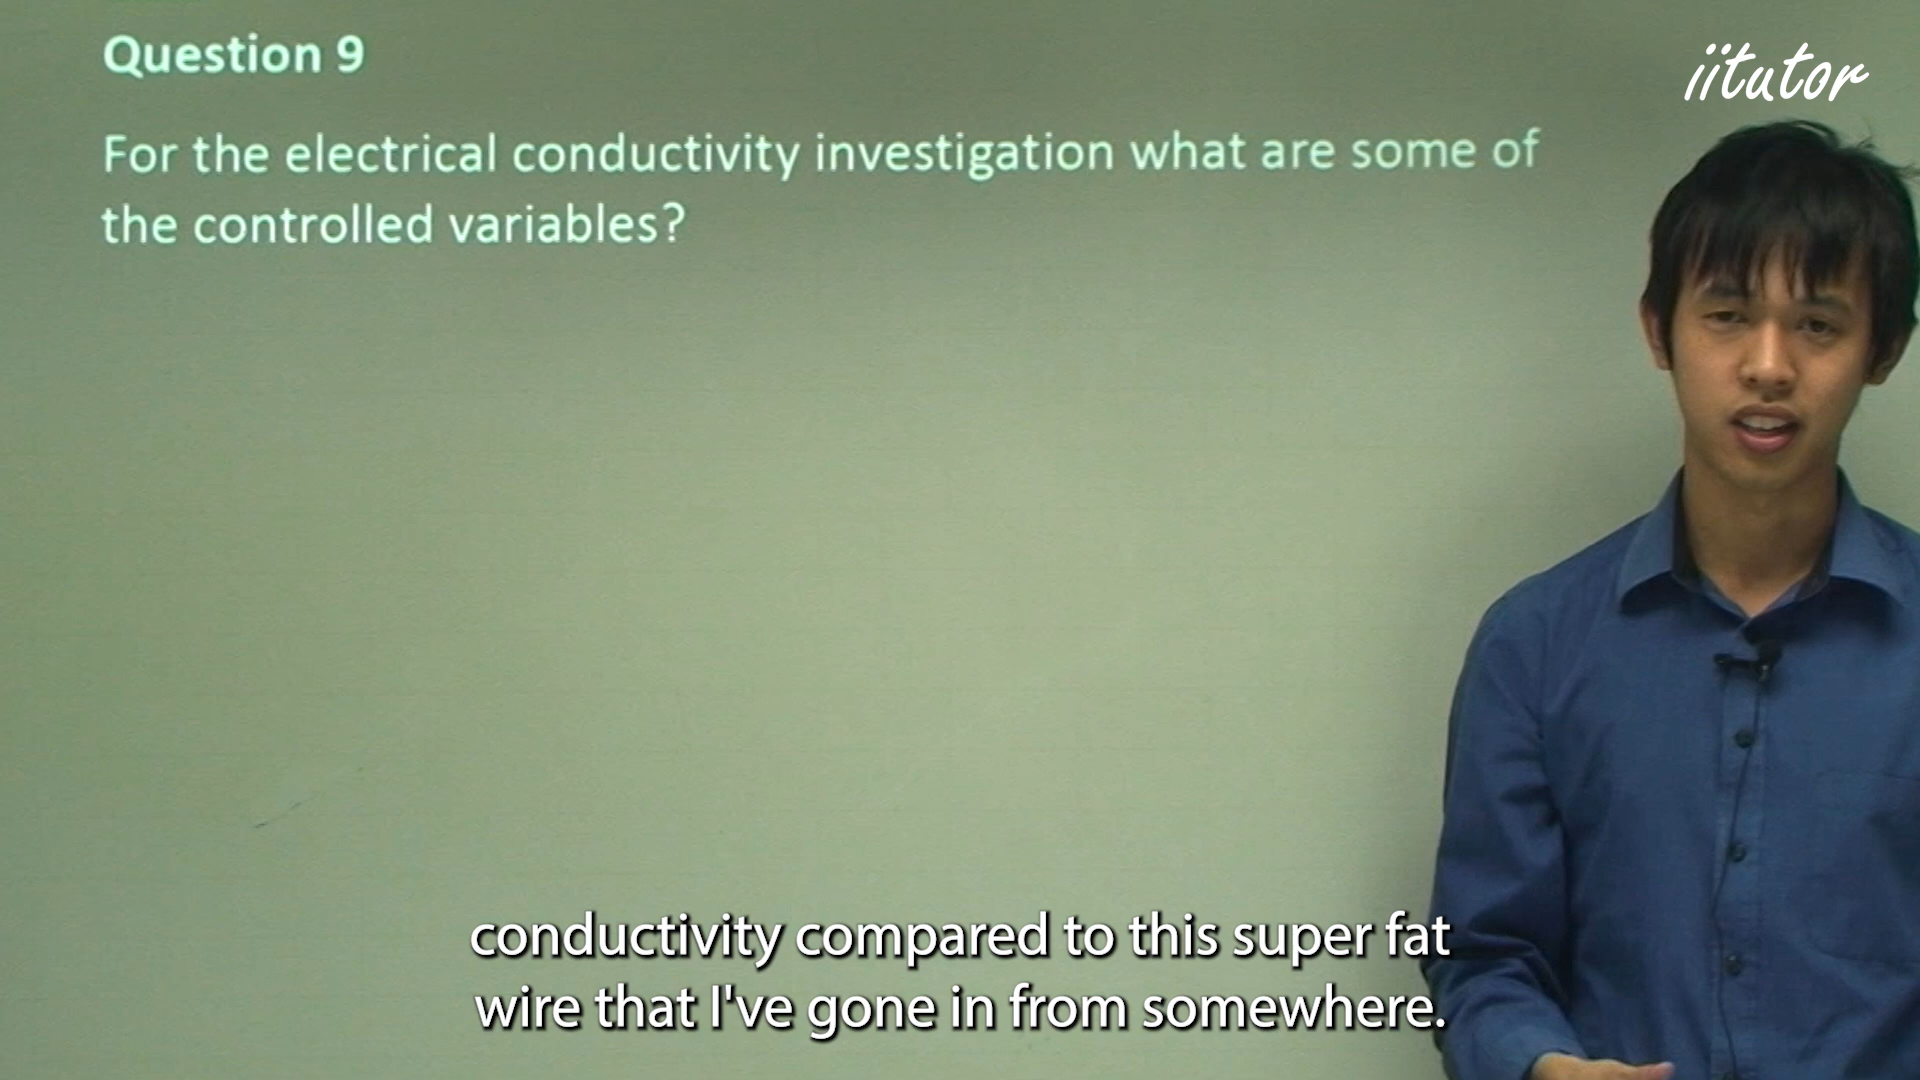 Question 9
iitutor
For the electrical conductivity investigation what are some of
the controlled variables?
conductivity compared to this super fat
wire that I've gone in from somewhere.